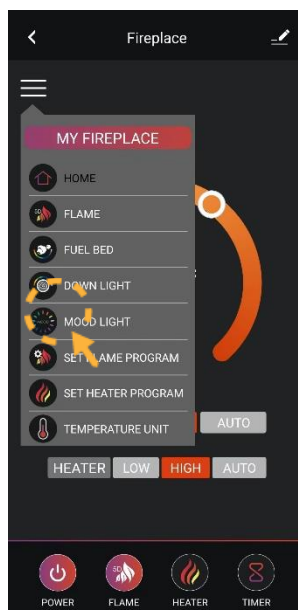 Fireplace
MY FIREPLACE
HOME
FLAME
FUEL BED
DOWN LIGHT
MOOD LIGHT
SET FLAME PROGRAM
SET HEATER PROGRAM
TEMPERATURE UNIT
AUTO
HEATER LOW HIGH AUTO
5D
POWER FLAME HEATER TIMER